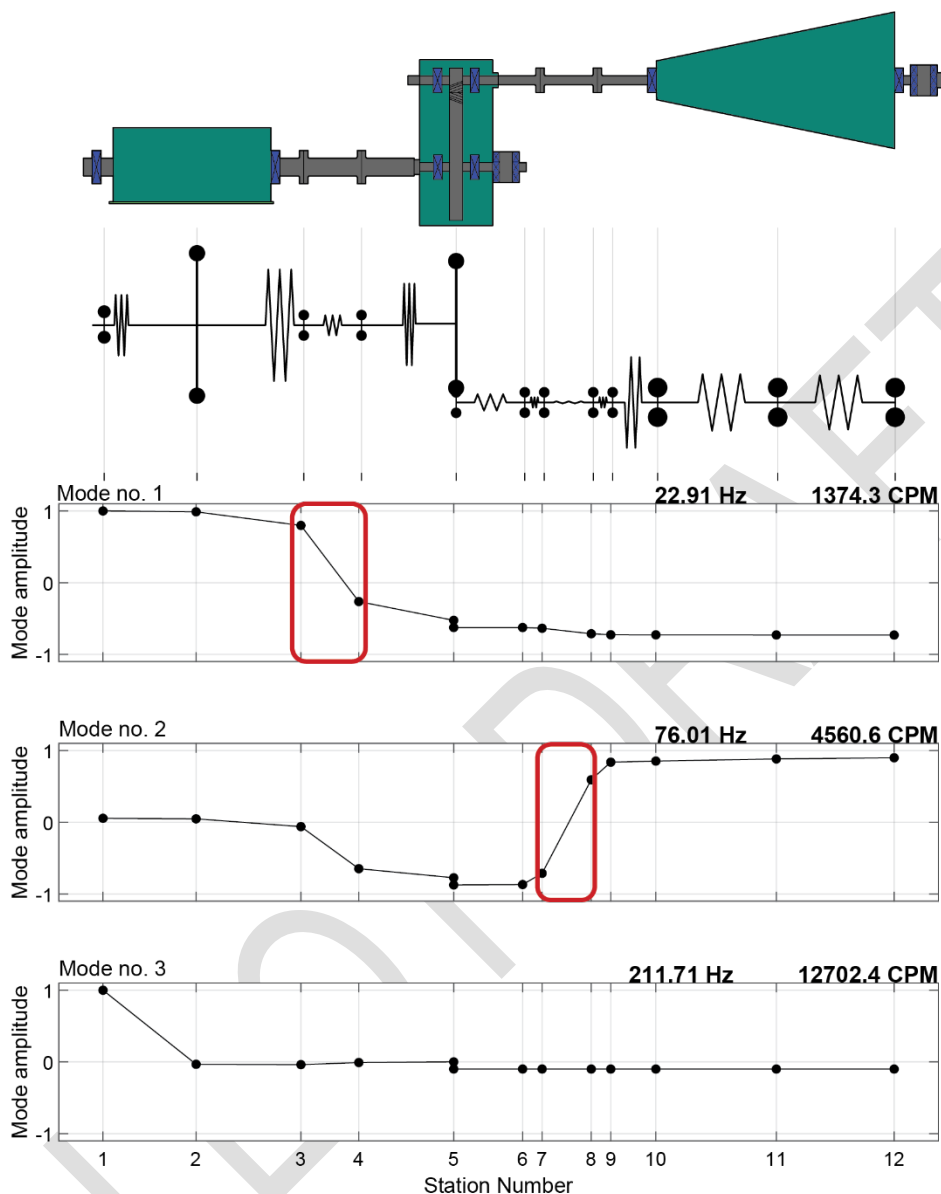 Mode no. 1 22.91 Hz 1374.3 CPM
Mode amplitude
1
0
-1
Mode no. 2 76.01 Hz 4560.6 CPM
Mode amplitude
1
0
-1
Mode no. 3 211.71 Hz 12702.4 CPM
Mode amplitude
1
0
-1
1 2 3 4 5 6 7 8 9 10 11 12
Station Number